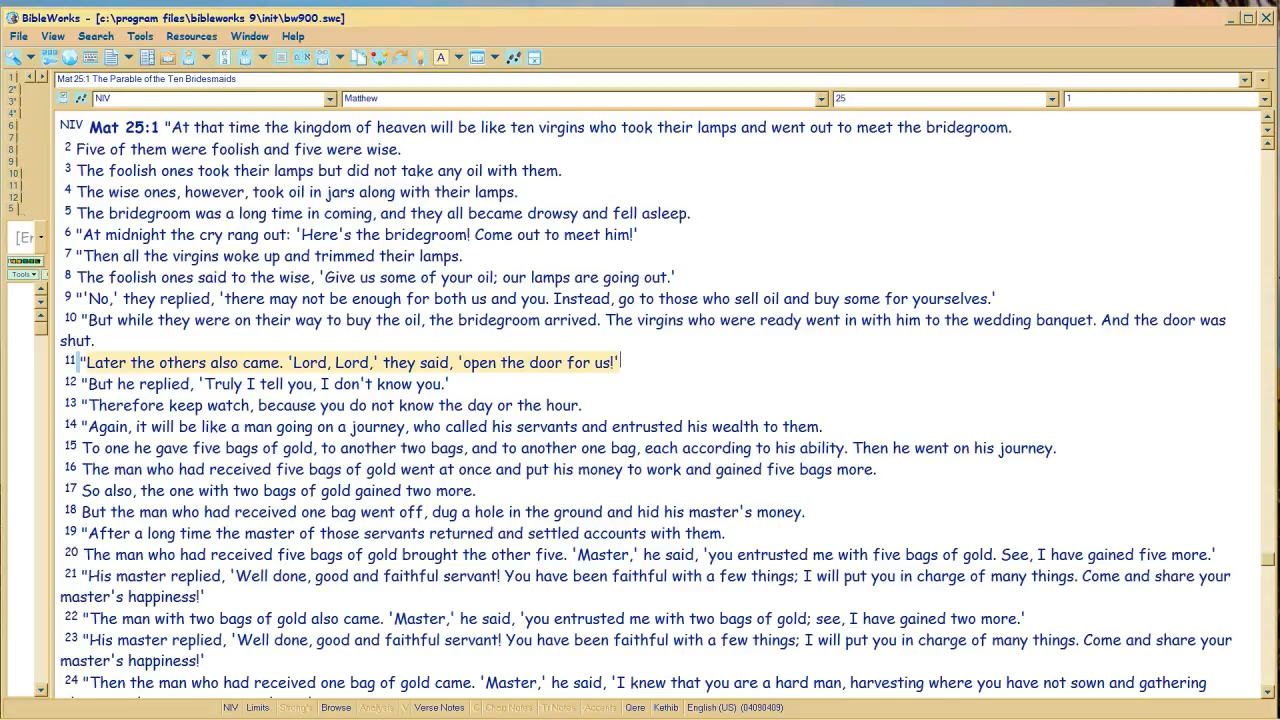 BibleWorks - [c:\program files\bibleworks 9\init\bw900.swc]
File View Search Tools Resources Window Help
Mat 25:1 The Parable of the Ten Bridesmaids
NIV Matthew 25 1
NIV Mat 25:1 "At that time the kingdom of heaven will be like ten virgins who took their lamps and went out to meet the bridegroom.
2 Five of them were foolish and five were wise.
3 The foolish ones took their lamps but did not take any oil with them.
4 The wise ones, however, took oil in jars along with their lamps.
5 The bridegroom was a long time in coming, and they all became drowsy and fell asleep.
6 "At midnight the cry rang out: 'Here's the bridegroom! Come out to meet him!'
7 "Then all the virgins woke up and trimmed their lamps.
8 The foolish ones said to the wise, 'Give us some of your oil; our lamps are going out.'
9 "'No,' they replied, 'there may not be enough for both us and you. Instead, go to those who sell oil and buy some for yourselves.'
10 "But while they were on their way to buy the oil, the bridegroom arrived. The virgins who were ready went in with him to the wedding banquet. And the door was
shut.
11 "Later the others also came. 'Lord, Lord,' they said, 'open the door for us!'
12 "But he replied, 'Truly I tell you, I don't know you.'
13 "Therefore keep watch, because you do not know the day or the hour.
14 "Again, it will be like a man going on a journey, who called his servants and entrusted his wealth to them.
15 To one he gave five bags of gold, to another two bags, and to another one bag, each according to his ability. Then he went on his journey.
16 The man who had received five bags of gold went at once and put his money to work and gained five bags more.
17 So also, the one with two bags of gold gained two more.
18 But the man who had received one bag went off, dug a hole in the ground and hid his master's money.
19 "After a long time the master of those servants returned and settled accounts with them.
20 The man who had received five bags of gold brought the other five. 'Master,' he said, 'you entrusted me with five bags of gold. See, I have gained five more.'
21 "His master replied, 'Well done, good and faithful servant! You have been faithful with a few things; I will put you in charge of many things. Come and share your
master's happiness!'
22 "The man with two bags of gold also came. 'Master,' he said, 'you entrusted me with two bags of gold; see, I have gained two more.'
23 "His master replied, 'Well done, good and faithful servant! You have been faithful with a few things; I will put you in charge of many things. Come and share your
master's happiness!'
24 "Then the man who had received one bag of gold came. 'Master,' he said, 'I knew that you are a hard man, harvesting where you have not sown and gathering
1
2*
3*
4*
6
7
8
9
10
11
12
5
[Er
Tools
NIV Limits Strong's Browse Analysis V Verse Notes C Chap Notes Tr Notes Accents Qere Kethib English (US) (04090409)